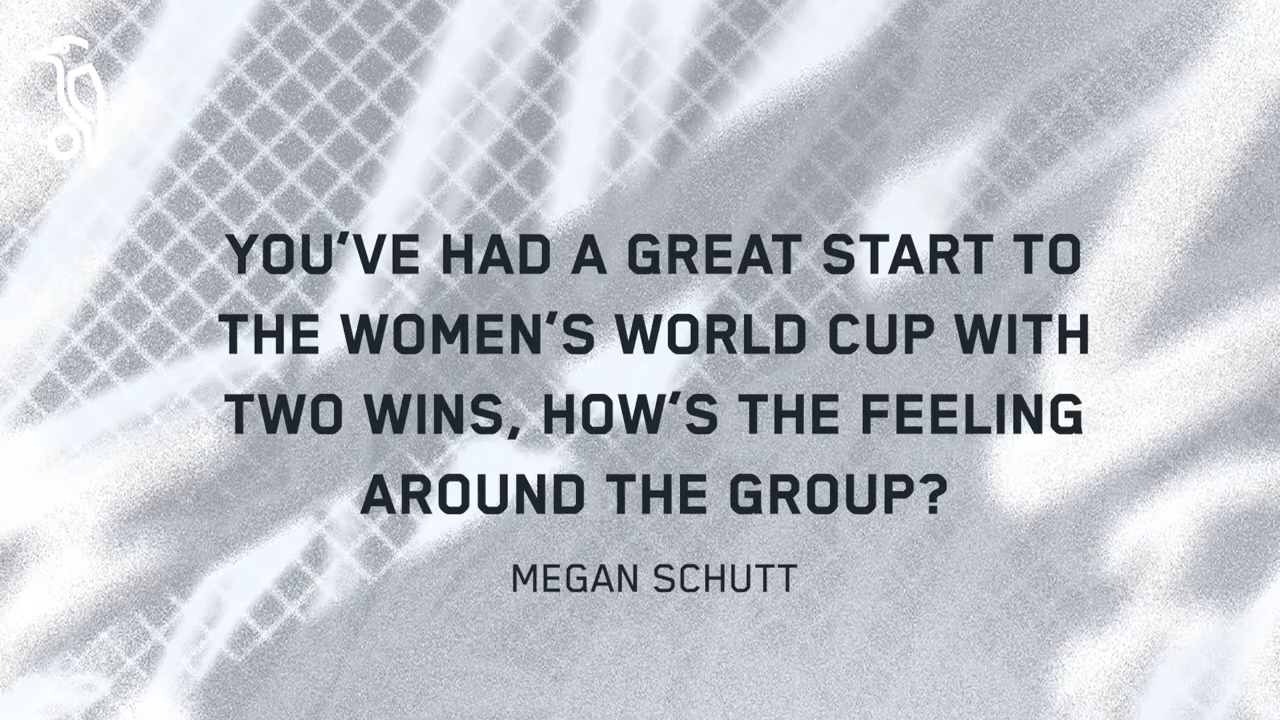 YOU’VE HAD A GREAT START TO
THE WOMEN’S WORLD CUP WITH
TWO WINS, HOW’S THE FEELING
AROUND THE GROUP?
MEGAN SCHUTT